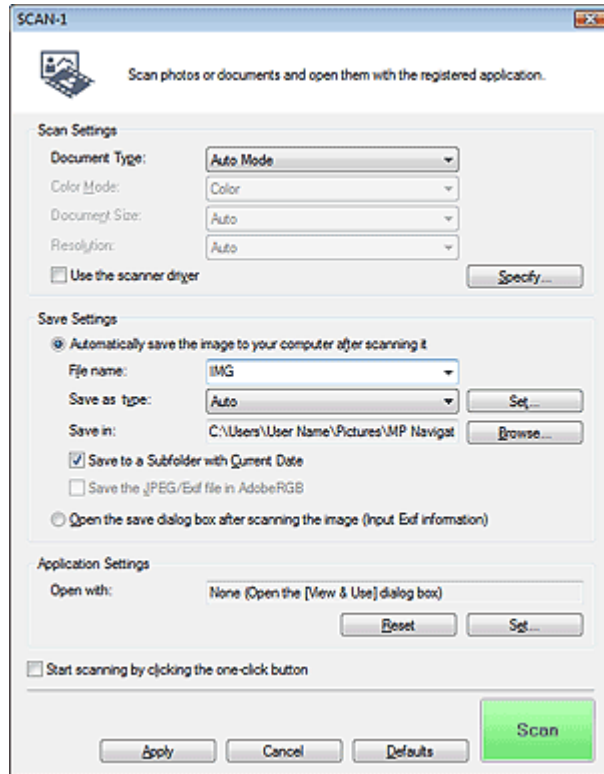 SCAN-1
Scan photos or documents and open them with the registered application.
Scan Settings
Document Type: Auto Mode
Color Mode: Color
Document Size: Auto
Resolution: Auto
Use the scanner driver Specify...
Save Settings
Automatically save the image to your computer after scanning it
File name: IMG
Save as type: Auto Set...
Save in: C:\Users\User Name\Pictures\MP Navigat Browse...
Save to a Subfolder with Current Date
Save the JPEG/Exif file in AdobeRGB
Open the save dialog box after scanning the image (Input Exif information)
Application Settings
Open with: None (Open the [View & Use] dialog box)
Reset Set...
Start scanning by clicking the one-click button
Scan
Apply Cancel Defaults